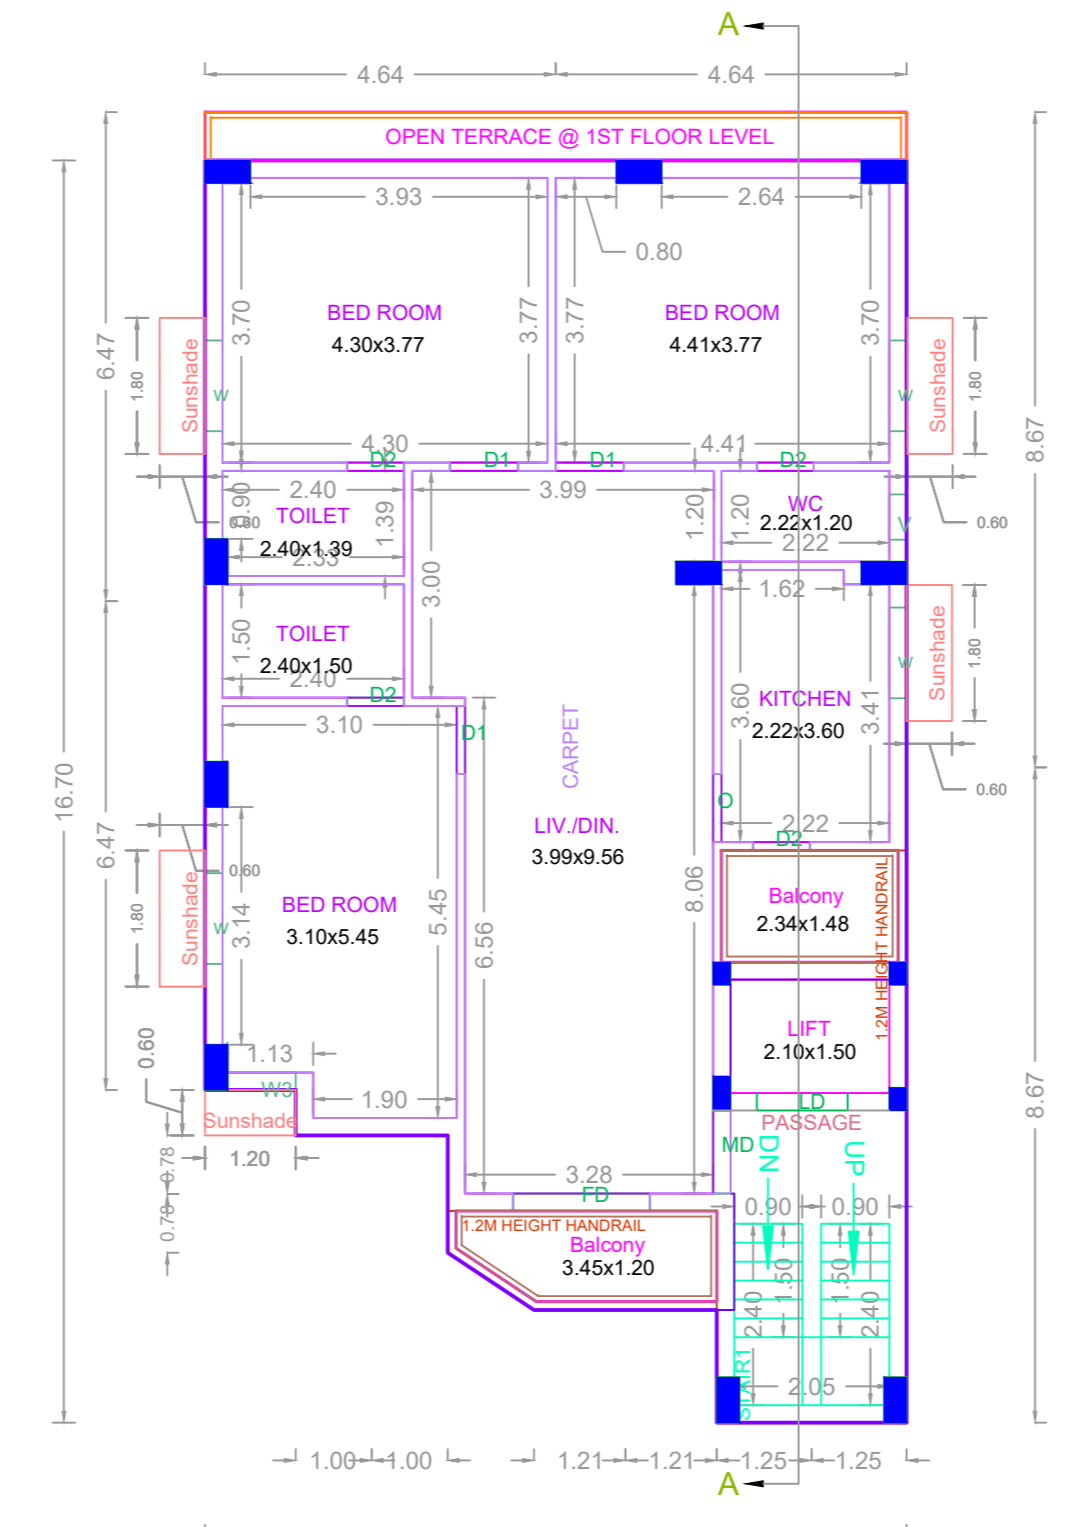 A
4.64
4.64
OPEN TERRACE @ 1ST FLOOR LEVEL
3.93
2.64
0.80
BED ROOM
4.30x3.77
BED ROOM
4.41x3.77
3.70
3.77
3.77
3.70
6.47
1.80
Sunshade
W
W
Sunshade
1.80
8.67
4.30
4.41
D2
D1
D1
D2
1.30
2.40
3.99
0.90
TOILET
1.39
2.40x1.39
2.33
0.60
1.20
1.20
WC
2.22x1.20
2.22
V
0.60
3.00
1.62
1.50
TOILET
2.40x1.50
2.40
D2
Sunshade
1.80
W
KITCHEN
2.22x3.60
3.60
3.41
3.10
D1
CARPET
0.60
16.70
6.47
O
2.22
D2
LIV./DIN.
3.99x9.56
0.60
1.80
Sunshade
W
3.14
BED ROOM
3.10x5.45
5.45
6.56
8.06
Balcony
2.34x1.48
1.2M HEIGHT HANDRAIL
LIFT
2.10x1.50
0.60
1.13
W3
1.90
LD
Sunshade
PASSAGE
MD
DN
UP
8.67
1.20
0.78
0.78
3.28
FD
0.90
0.90
1.2M HEIGHT HANDRAIL
Balcony
3.45x1.20
2.40
1.50
1.50
2.40
STAIR1
2.05
1.00
1.00
1.21
1.21
1.25
1.25
A